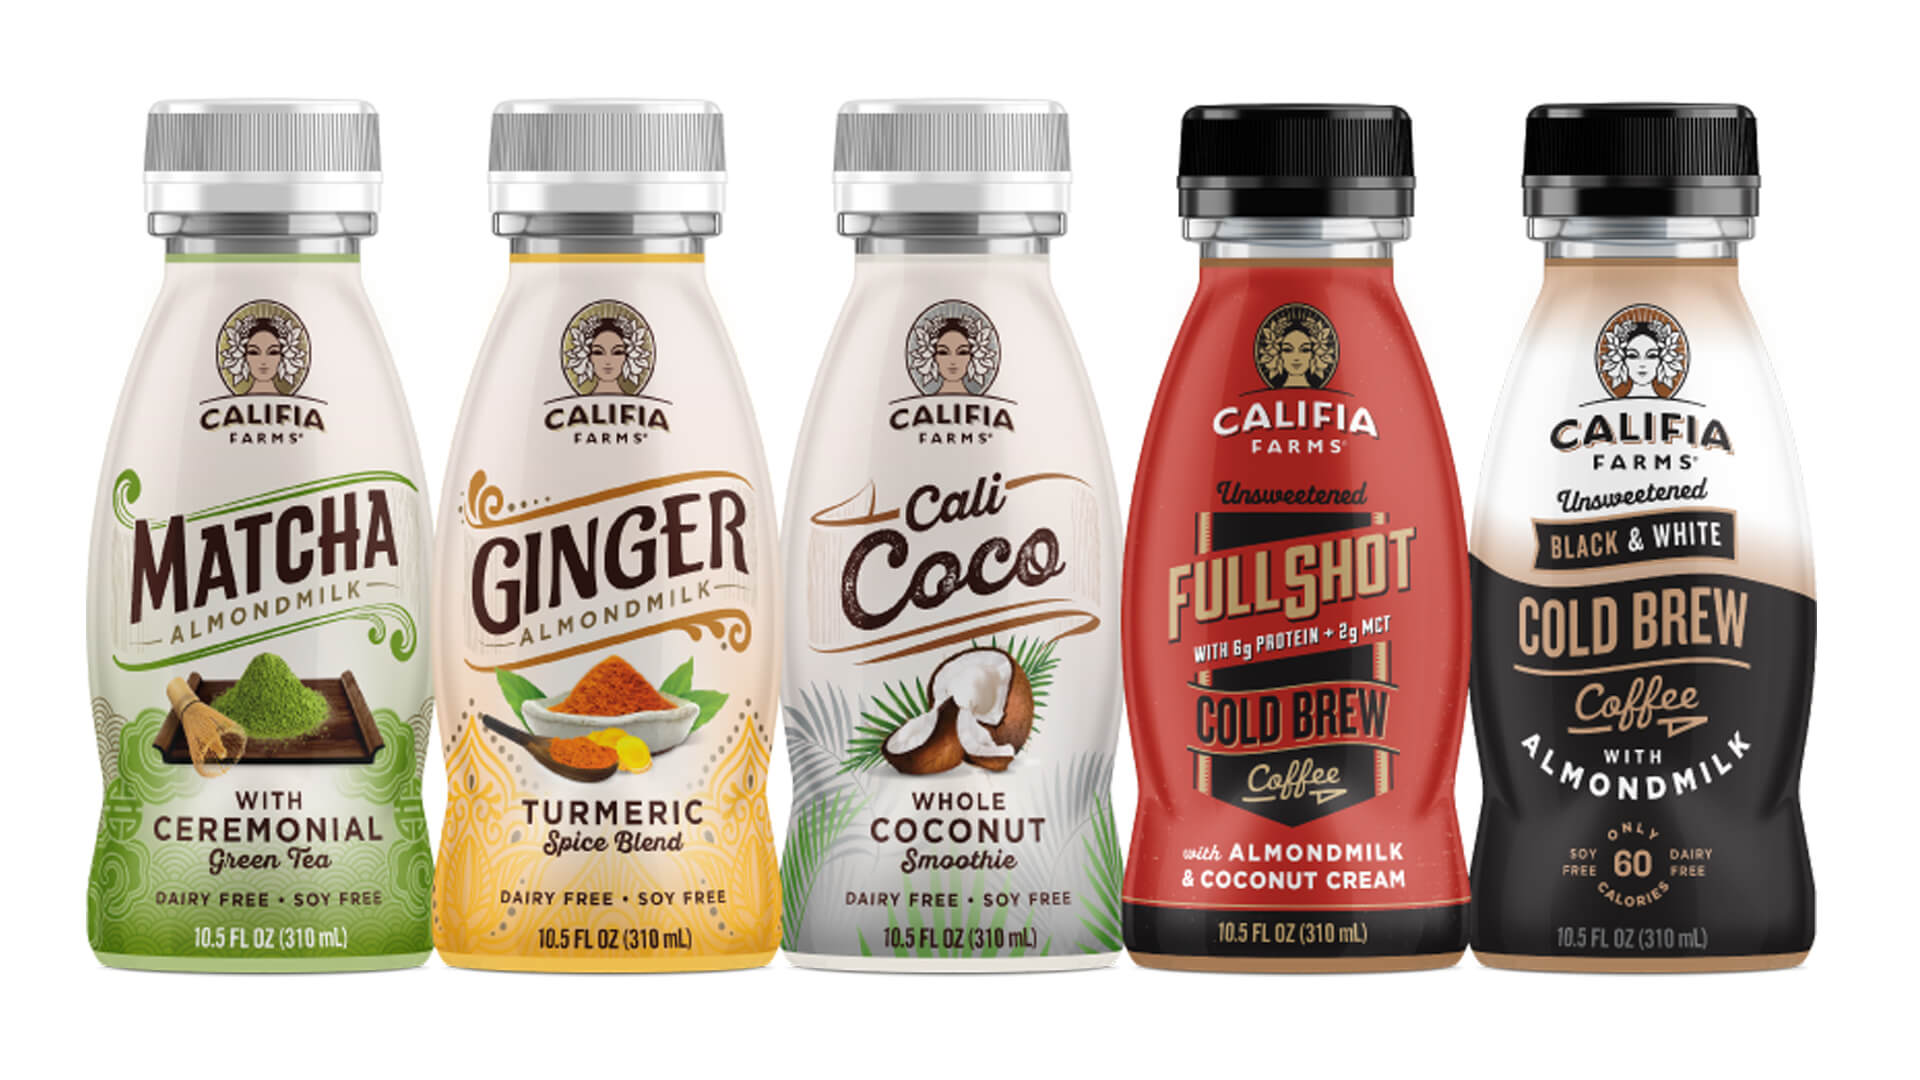 CALIFIA
FARMS®
MATCHA
ALMONDMILK
WITH
CEREMONIAL
Green Tea
DAIRY FREE • SOY FREE
10.5 FL OZ (310 mL)
CALIFIA
FARMS®
GINGER
ALMONDMILK
TURMERIC
Spice Blend
DAIRY FREE • SOY FREE
10.5 FL OZ (310 mL)
CALIFIA
FARMS®
Cali
Coco
WHOLE
COCONUT
Smoothie
DAIRY FREE • SOY FREE
10.5 FL OZ (310 mL)
CALIFIA
FARMS®
Unsweetened
FULLSHOT
WITH 6g PROTEIN + 2g MCT
COLD BREW
Coffee
with ALMONDMILK
& COCONUT CREAM
10.5 FL OZ (310 mL)
CALIFIA
FARMS®
Unsweetened
BLACK & WHITE
COLD BREW
Coffee
WITH
ALMONDMILK
SOY
FREE
ONLY
60
CALORIES
DAIRY
FREE
10.5 FL OZ (310 mL)